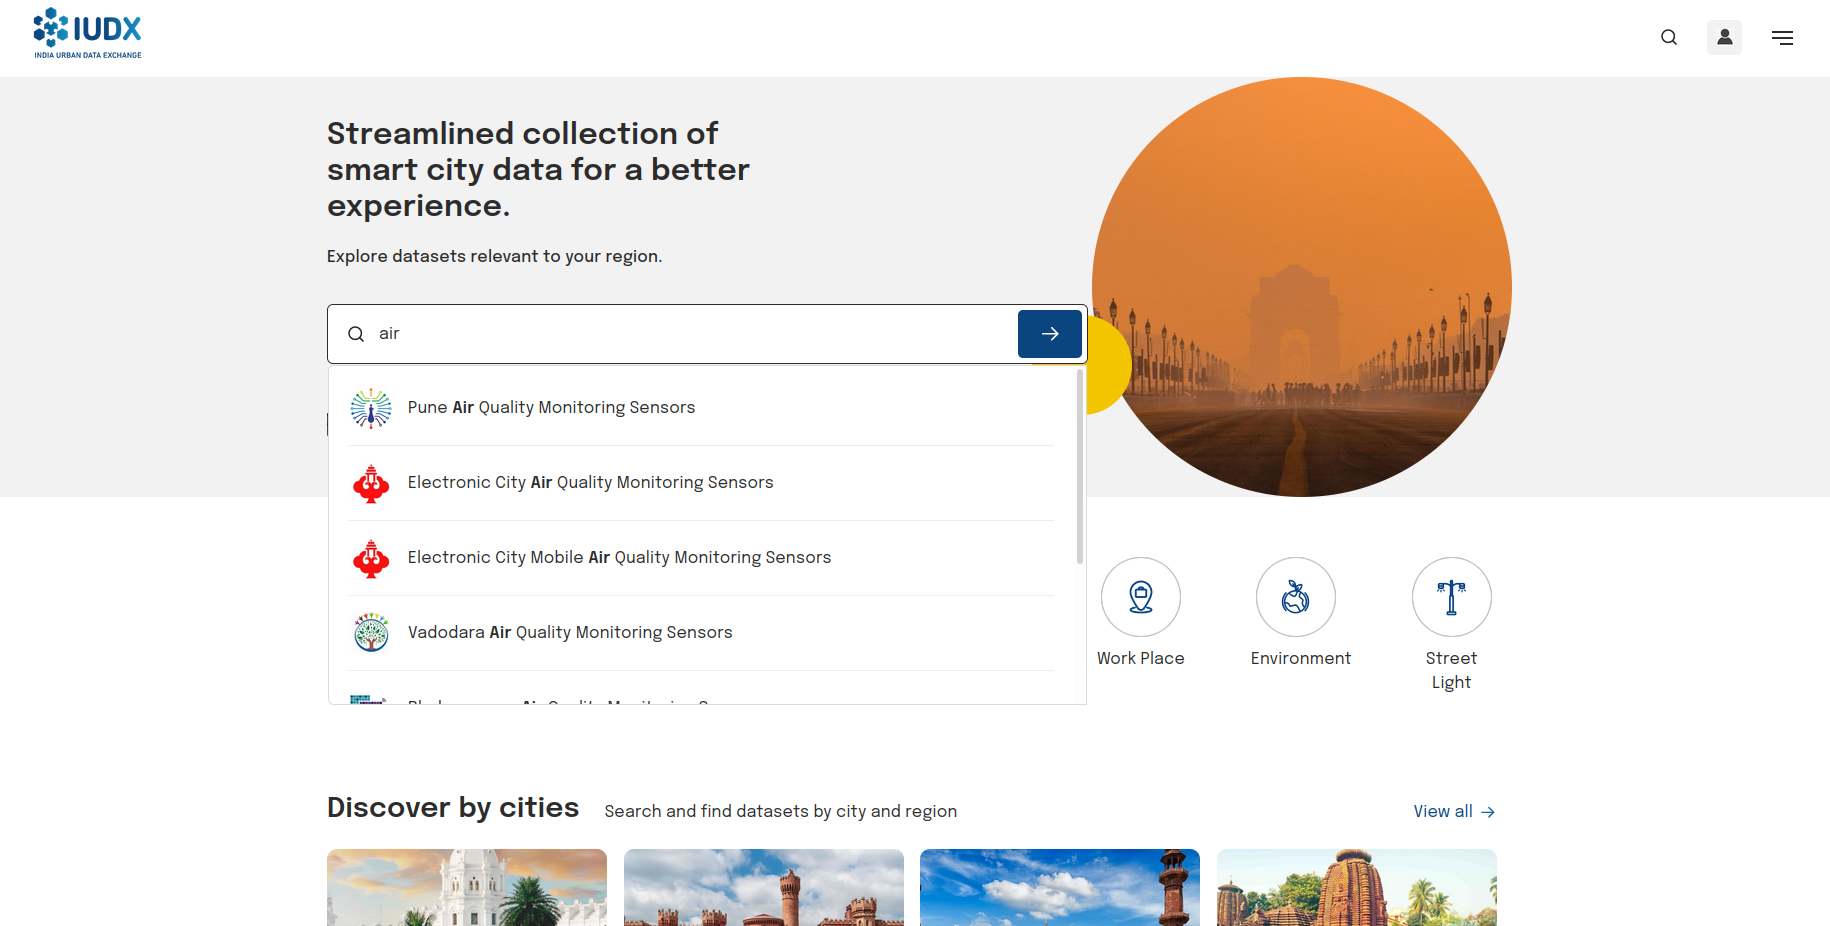 IUDX
INDIA URBAN DATA EXCHANGE
Streamlined collection of
smart city data for a better
experience.
Explore datasets relevant to your region.
air
Pune Air Quality Monitoring Sensors
Electronic City Air Quality Monitoring Sensors
Electronic City Mobile Air Quality Monitoring Sensors
Vadodara Air Quality Monitoring Sensors
Air Quality Monitoring
Work Place
Environment
Street
Light
Discover by cities
Search and find datasets by city and region
View all